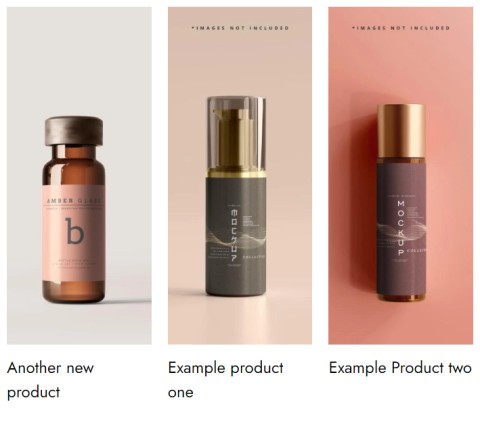 *IMAGES NOT INCLUDED
*IMAGES NOT INCLUDED
AMBER GLASS
b
MOCKUP
MOCKUP
Another new
product
Example product
one
Example Product two